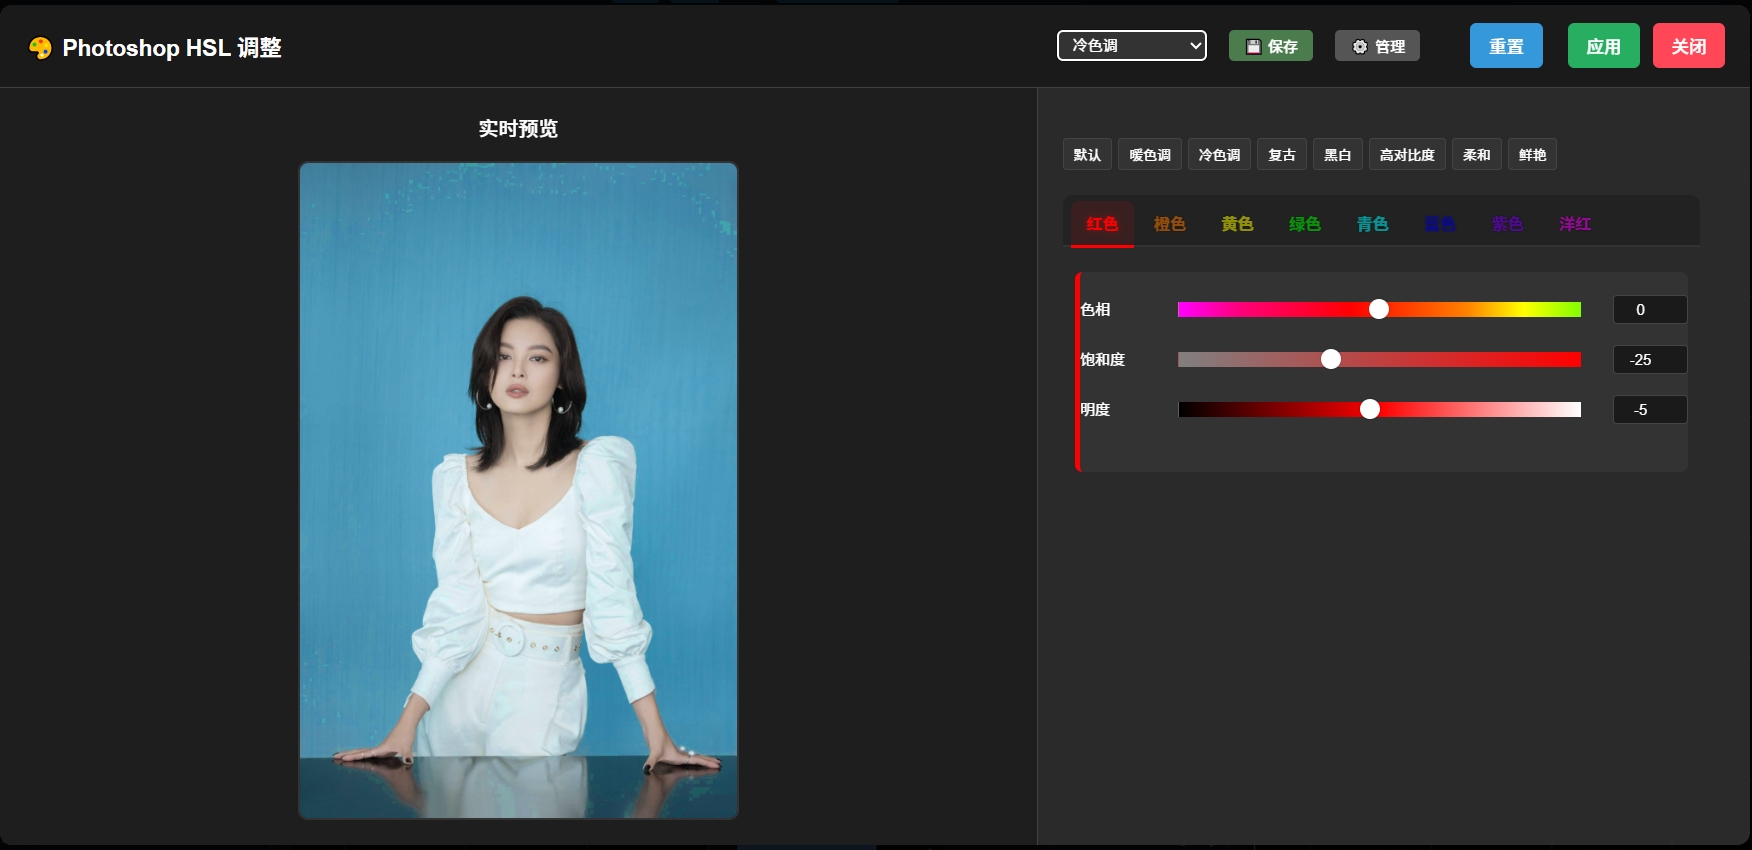 Photoshop HSL 调整
冷色调
保存
管理
重置
应用
关闭
实时预览
默认
暖色调
冷色调
复古
黑白
高对比度
柔和
鲜艳
红色
橙色
黄色
绿色
青色
蓝色
紫色
洋红
色相
0
饱和度
-25
明度
-5